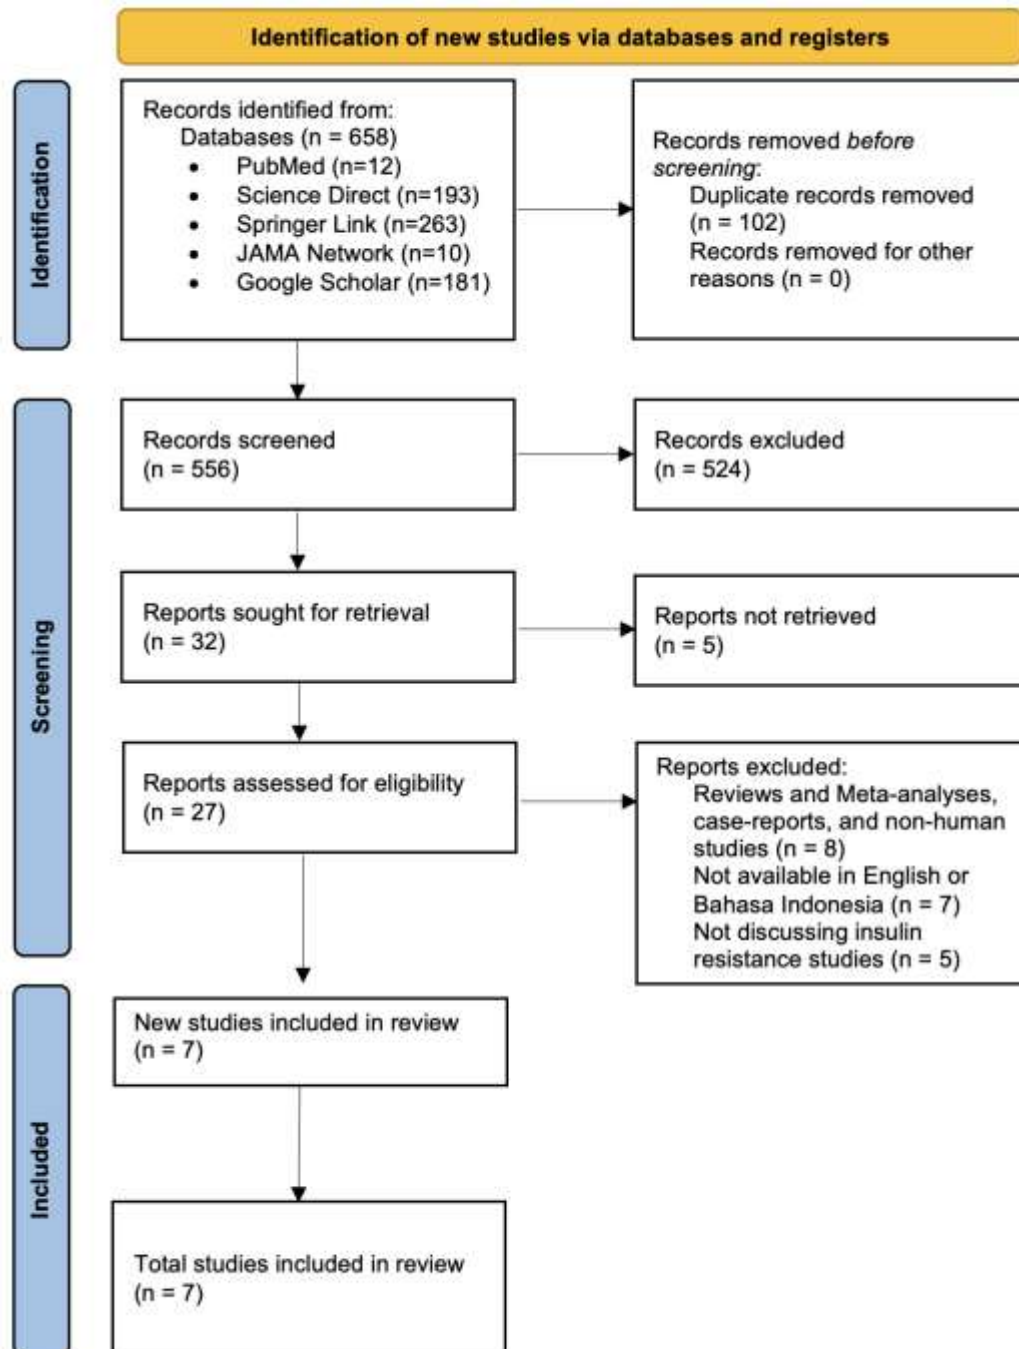 Identification of new studies via databases and registers
Identification
Records identified from:
Databases (n = 658)
• PubMed (n=12)
• Science Direct (n=193)
• Springer Link (n=263)
• JAMA Network (n=10)
• Google Scholar (n=181)
Records removed before
screening:
Duplicate records removed
(n = 102)
Records removed for other
reasons (n = 0)
Screening
Records screened
(n = 556)
Records excluded
(n = 524)
Reports sought for retrieval
(n = 32)
Reports not retrieved
(n = 5)
Reports assessed for eligibility
(n = 27)
Reports excluded:
Reviews and Meta-analyses,
case-reports, and non-human
studies (n = 8)
Not available in English or
Bahasa Indonesia (n = 7)
Not discussing insulin
resistance studies (n = 5)
Included
New studies included in review
(n = 7)
Total studies included in review
(n = 7)